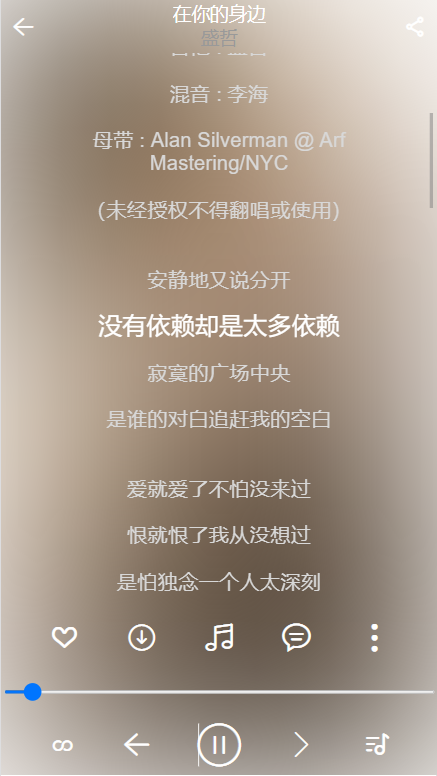 在你的身边
盛哲
混音 : 李海
母带 : Alan Silverman @ Arf
Mastering/NYC
(未经授权不得翻唱或使用)
安静地又说分开
没有依赖却是太多依赖
寂寞的广场中央
是谁的对白追赶我的空白
爱就爱了不怕没来过
恨就恨了我从没想过
是怕独念一个人太深刻